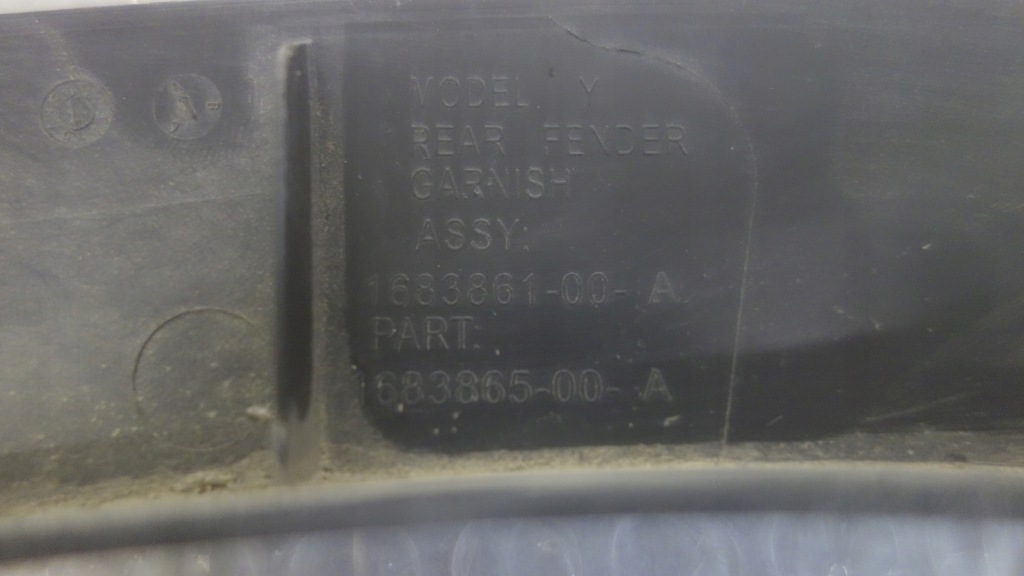 MODEL Y
REAR FENDER
GARNISH
ASSY:
1683861-00-A
PART:
1683865-00-A